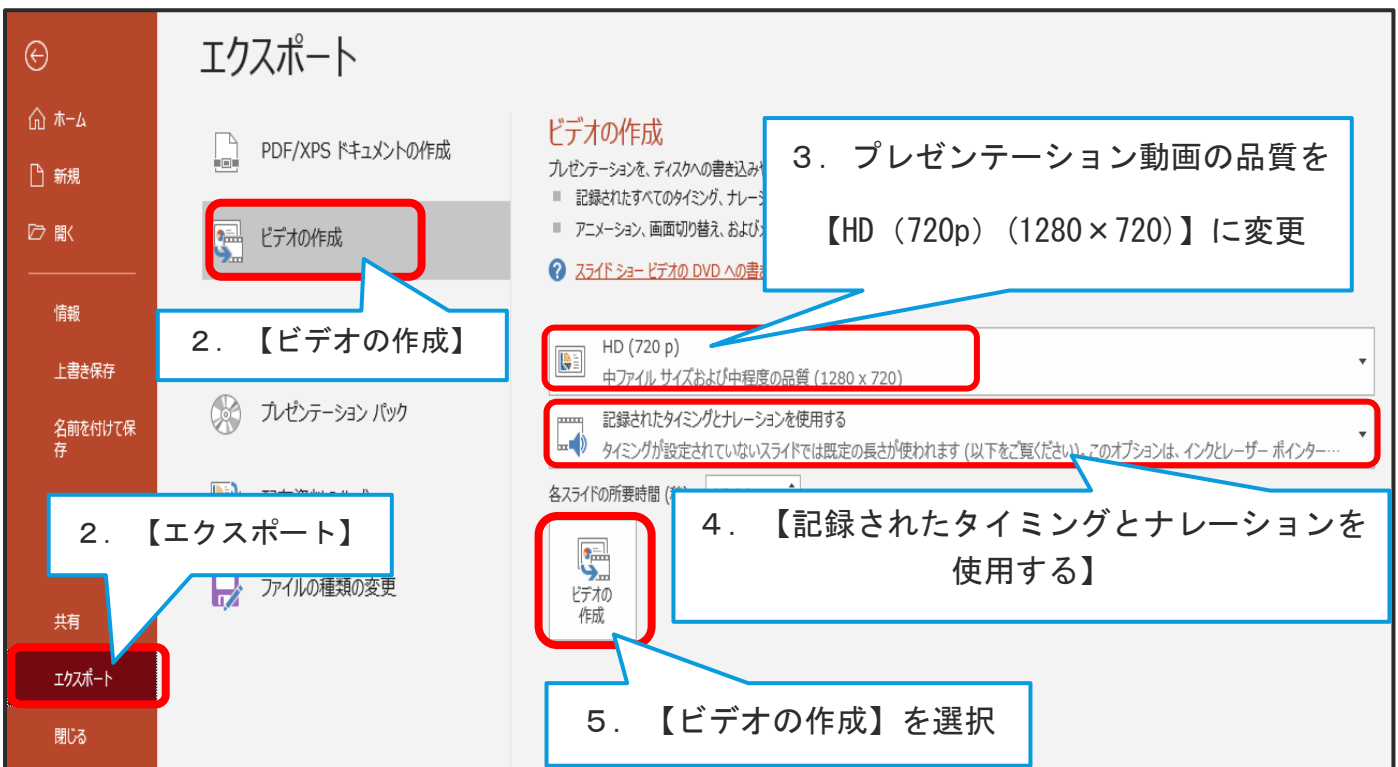 エクスポート
ホーム
新規
開く
情報
上書き保存
名前を付けて保
存
共有
エクスポート
閉じる
PDF/XPS ドキュメントの作成
ビデオの作成
2. 【ビデオの作成】
プレゼンテーション パック
2. 【エクスポート】
ファイルの種類の変更
ビデオの作成
プレゼンテーションを、ディスクへの書き込みや
記録されたすべてのタイミング、ナレーシ
アニメーション、画面切り替え、および
スライド ショー ビデオの DVD への書き
3. プレゼンテーション動画の品質を
【HD (720p) (1280×720)】に変更
HD (720 p)
中ファイル サイズおよび中程度の品質 (1280 x 720)
記録されたタイミングとナレーションを使用する
タイミングが設定されていないスライドでは既定の長さが使われます (以下をご覧ください)。このオプションは、インクとレーザー ポインター…
各スライドの所要時間
4. 【記録されたタイミングとナレーションを
使用する】
ビデオの
作成
5. 【ビデオの作成】を選択